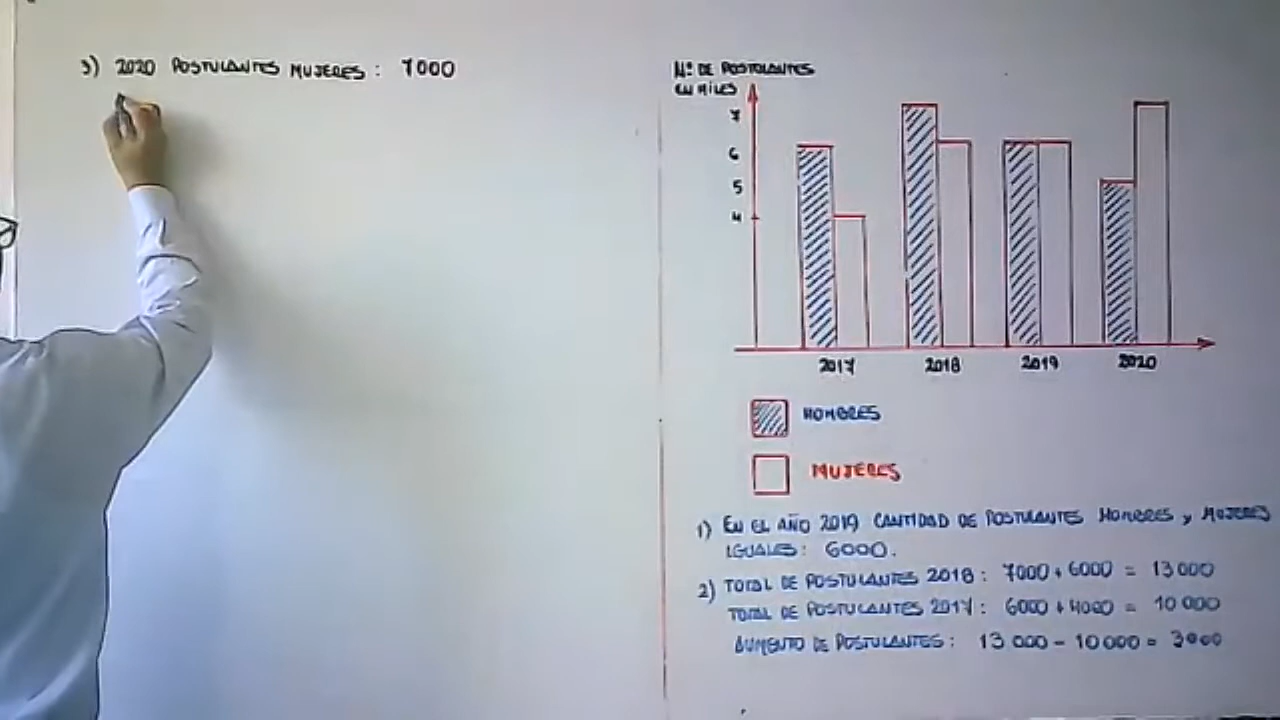 3) 2020 POSTULANTES MUJERES : 7000
Nº DE POSTULANTES
EN MILES
7
6
5
4
2017 2018 2019 2020
HOMBRES
MUJERES
1) EN EL AÑO 2019 CANTIDAD DE POSTULANTES HOMBRES y MUJERES
IGUALES : 6000.
2) TOTAL DE POSTULANTES 2018 : 7000 + 6000 = 13 000
TOTAL DE POSTULANTES 2017 : 6000 + 4000 = 10 000
AUMENTO DE POSTULANTES : 13 000 - 10 000 = 3000